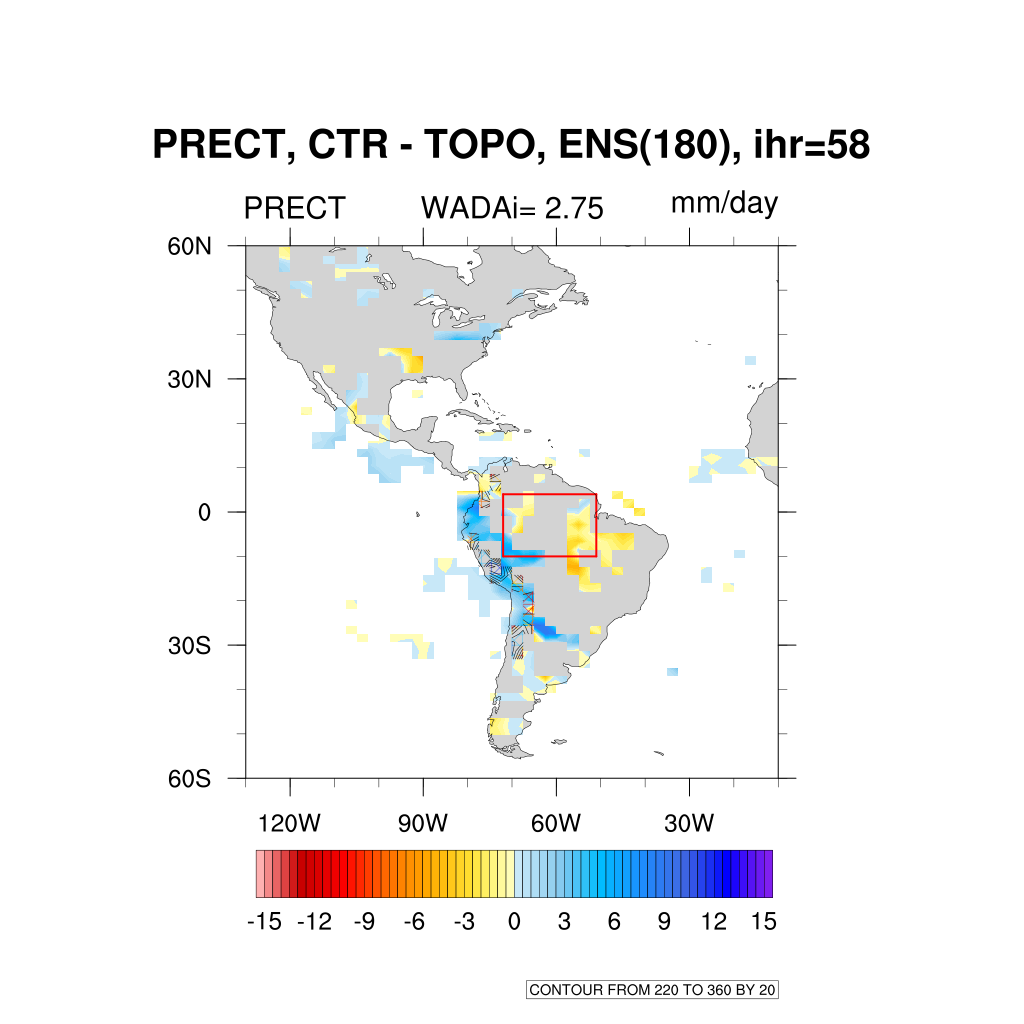 PRECT, CTR - TOPO, ENS(180), ihr=58
PRECT WADAi= 2.75 mm/day
60N
30N
0
30S
60S
120W 90W 60W 30W
-15 -12 -9 -6 -3 0 3 6 9 12 15
CONTOUR FROM 220 TO 360 BY 20